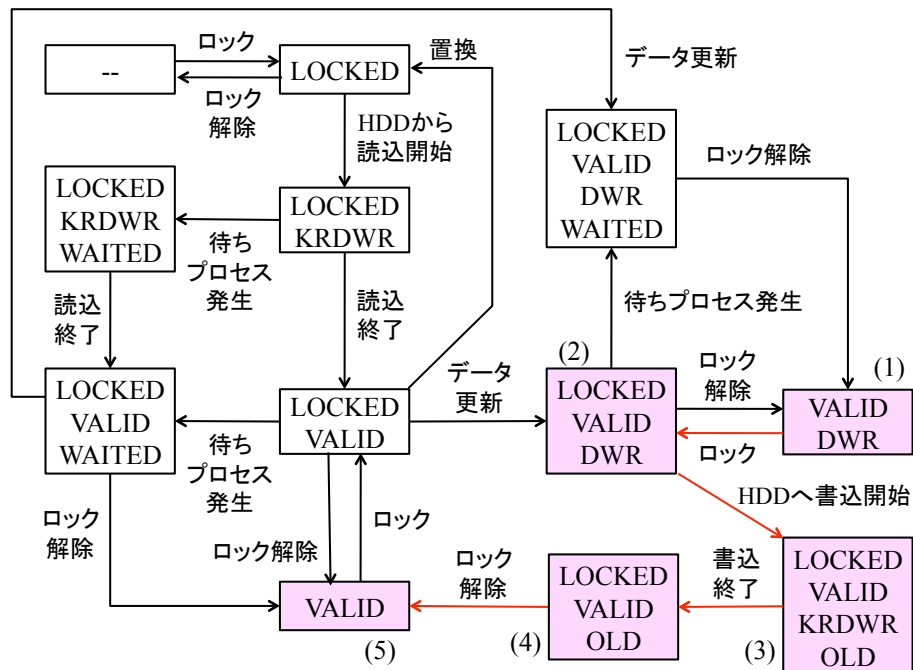 ロック
--
ロック
解除
LOCKED
置換
HDDから
読込開始
データ更新
LOCKED
VALID
DWR
WAITED
ロック解除
LOCKED
KRDWR
WAITED
待ち
プロセス
発生
LOCKED
KRDWR
読込
終了
読込
終了
待ちプロセス発生
LOCKED
VALID
WAITED
待ち
プロセス
発生
LOCKED
VALID
データ
更新
(2)
LOCKED
VALID
DWR
ロック
解除
(1)
VALID
DWR
ロック
HDDへ書込開始
ロック
解除
ロック解除
ロック
VALID
(5)
ロック
解除
LOCKED
VALID
OLD
(4)
書込
終了
LOCKED
VALID
KRDWR
OLD
(3)